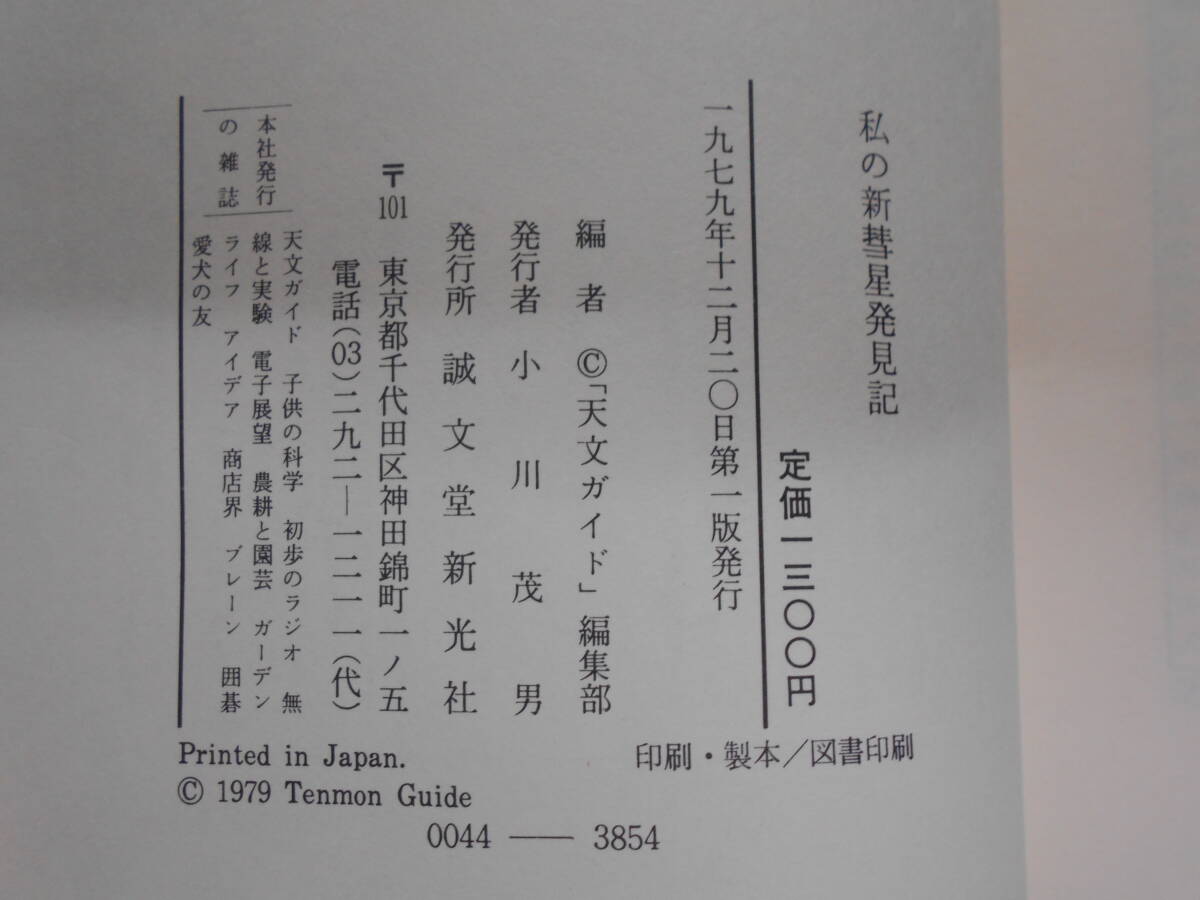 私の新彗星発見記
定価一三〇〇円
一九七九年十二月二〇日第一版発行
編者 ©「天文ガイド」編集部
発行者 小川茂男
発行所 誠文堂新光社
〒101 東京都千代田区神田錦町一ノ五
電話(03)二九二―一二一一(代)
本社発行
の雑誌
天文ガイド 子供の科学 初歩のラジオ 無
線と実験 電子展望 農耕と園芸 ガーデン
ライフ アイデア 商店界 ブレーン 囲碁
愛犬の友
印刷・製本/図書印刷
Printed in Japan.
© 1979 Tenmon Guide
0044 ― 3854